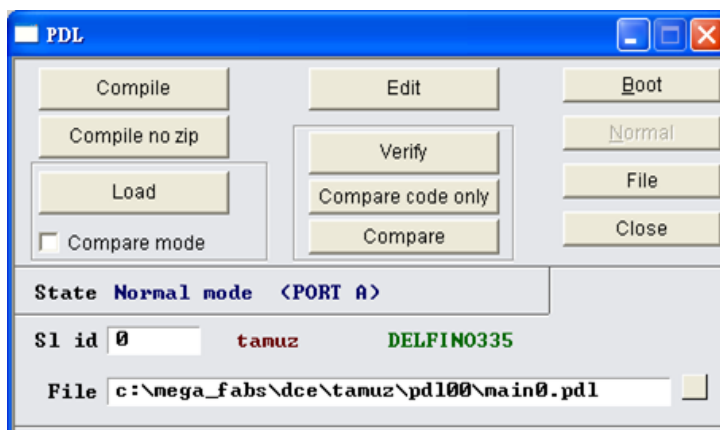 PDL
Compile Edit Boot
Compile no zip Verify Normal
Load Compare code only File
Compare mode Compare Close
State Normal mode (PORT A)
Sl id 0 tamuz DELFINO335
File c:\mega_fabs\dce\tamuz\pdl00\main0.pdl